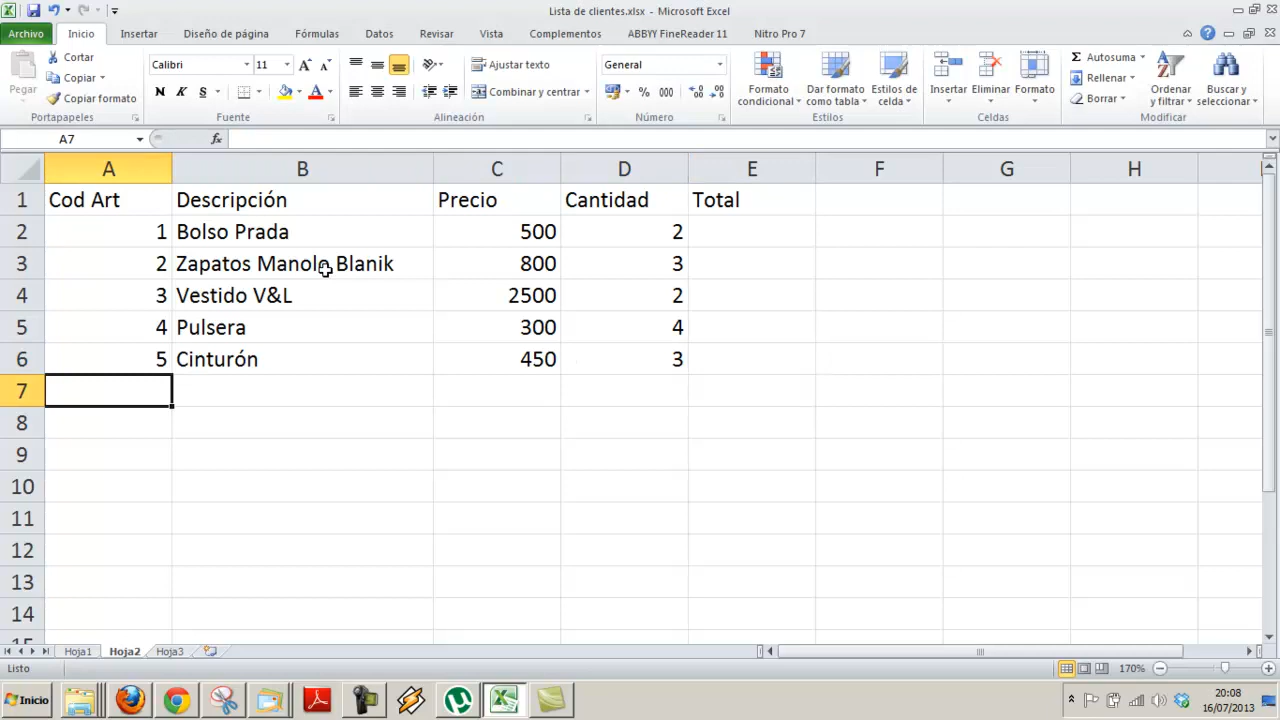 Lista de clientes.xlsx - Microsoft Excel
Archivo Inicio Insertar Diseño de página Fórmulas Datos Revisar Vista Complementos ABBYY FineReader 11 Nitro Pro 7
Pegar
Cortar
Copiar
Copiar formato
Portapapeles
Calibri 11
N K S
Fuente
Ajustar texto
Combinar y centrar
Alineación
General
% 000
Número
Formato condicional
Dar formato como tabla
Estilos de celda
Estilos
Insertar Eliminar Formato
Celdas
Autosuma
Rellenar
Borrar
Ordenar y filtrar
Buscar y seleccionar
Modificar
A7 fx
A B C D E F G H
1 Cod Art Descripción Precio Cantidad Total
2 1 Bolso Prada 500 2
3 2 Zapatos Manolo Blanik 800 3
4 3 Vestido V&L 2500 2
5 4 Pulsera 300 4
6 5 Cinturón 450 3
7
8
9
10
11
12
13
14
15
Hoja1 Hoja2 Hoja3
Listo 170%
Inicio 20:08
16/07/2013